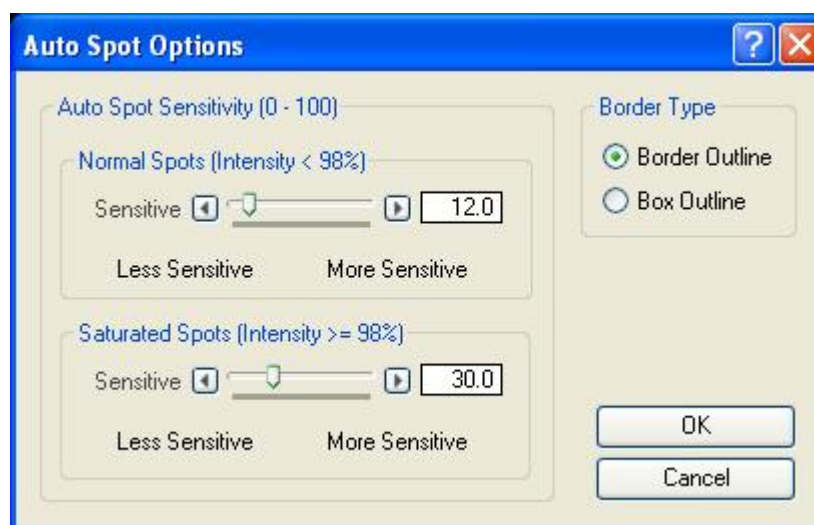 Auto Spot Options
?
Auto Spot Sensitivity (0 - 100)
Normal Spots (Intensity < 98%)
Sensitive 12.0
Less Sensitive More Sensitive
Saturated Spots (Intensity >= 98%)
Sensitive 30.0
Less Sensitive More Sensitive
Border Type
Border Outline
Box Outline
OK
Cancel